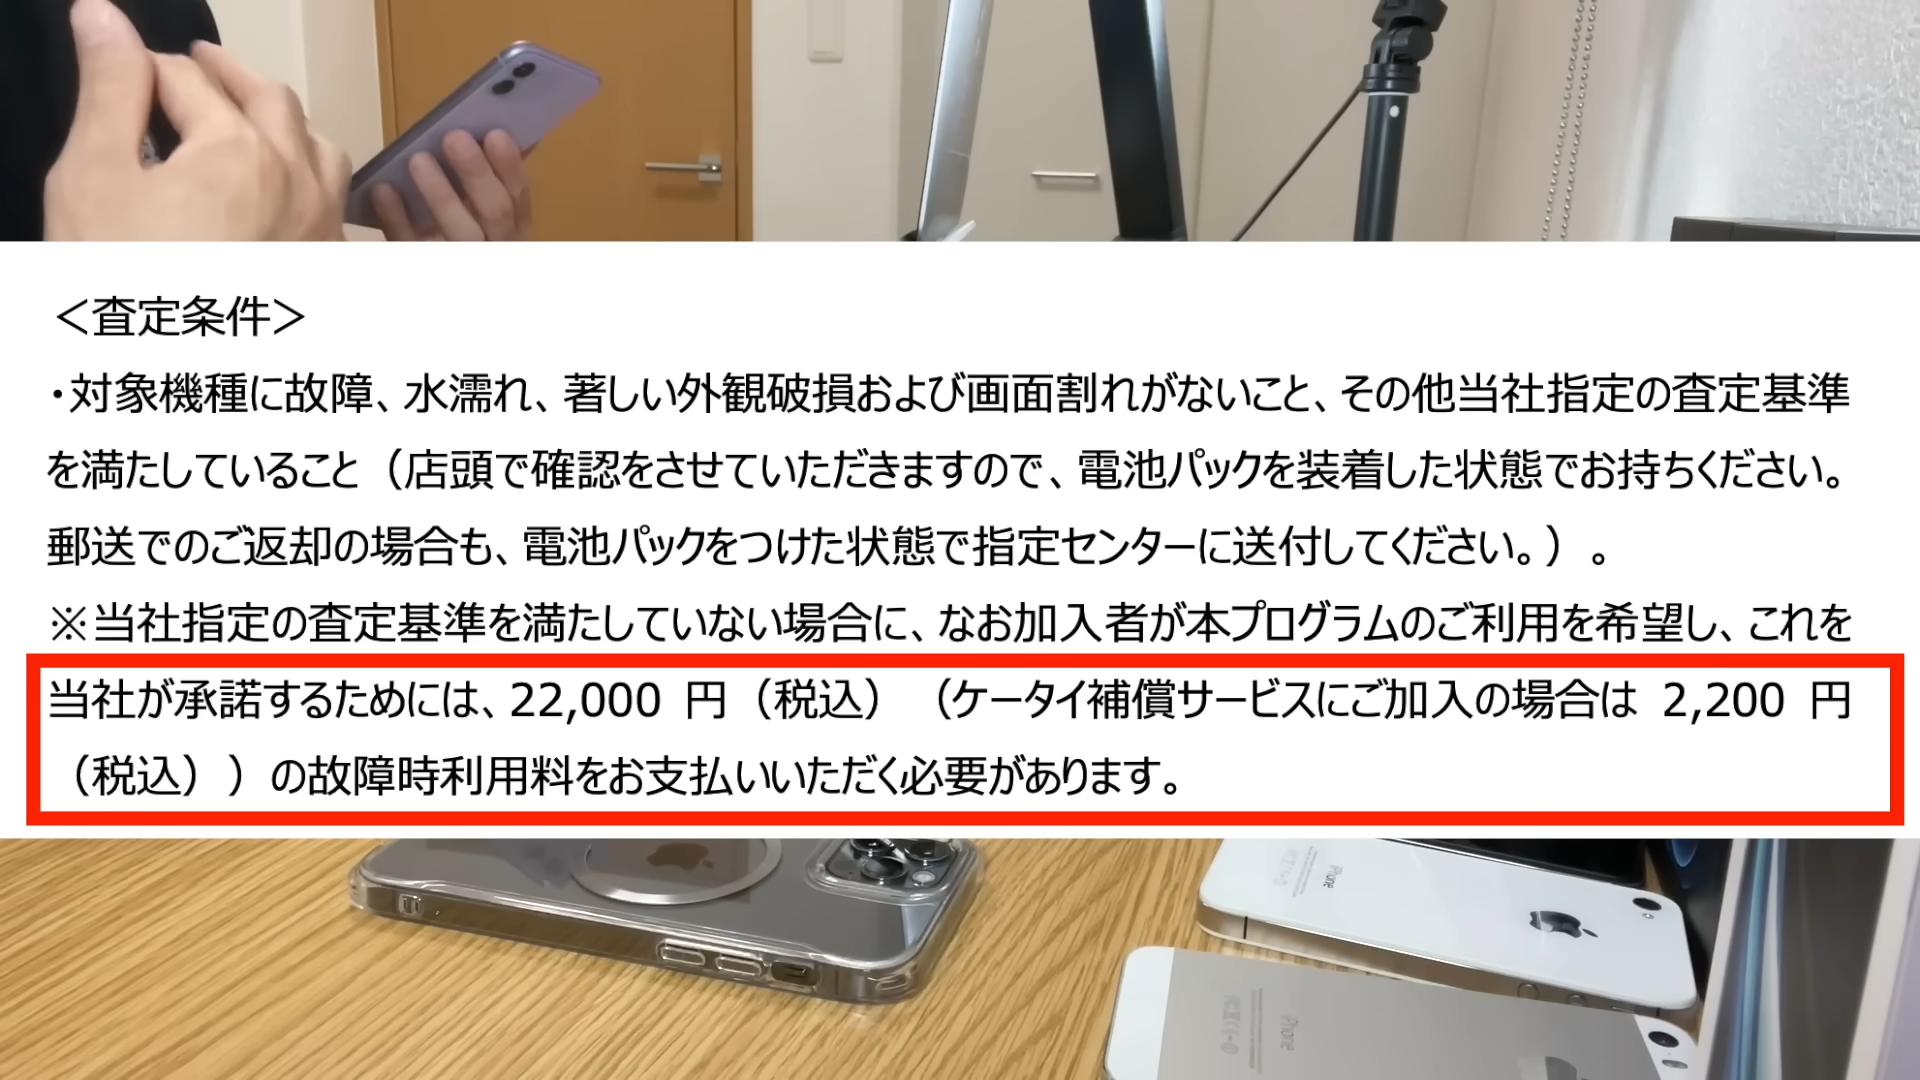 ＜査定条件＞
・対象機種に故障、水濡れ、著しい外観破損および画面割れがないこと、その他当社指定の査定基準
を満たしていること（店頭で確認をさせていただきますので、電池パックを装着した状態でお持ちください。
郵送でのご返却の場合も、電池パックをつけた状態で指定センターに送付してください。）。
※当社指定の査定基準を満たしていない場合に、なお加入者が本プログラムのご利用を希望し、これを
当社が承諾するためには、22,000 円（税込）（ケータイ補償サービスにご加入の場合は 2,200 円
（税込））の故障時利用料をお支払いいただく必要があります。
iPhone
iPhone